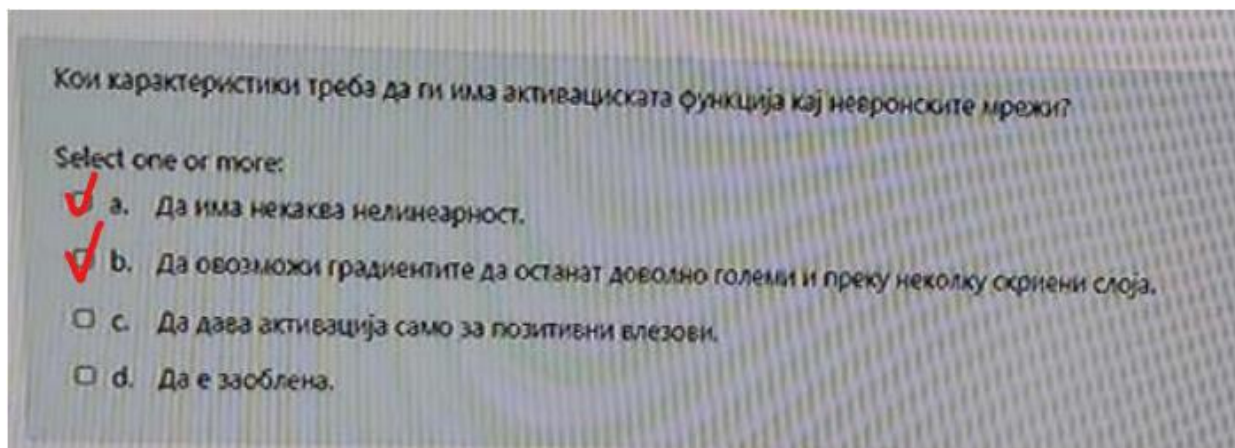 Кои карактеристики треба да ги има активациската функција кај невронските мрежи?
Select one or more:
a. Да има некаква нелинеарност.
b. Да овозможи градиентите да останат доволно големи и преку неколку скриени слоја.
c. Да дава активација само за позитивни влезови.
d. Да е заоблена.